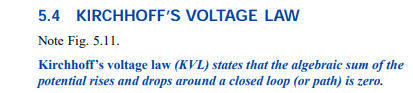 5.4 KIRCHHOFF'S VOLTAGE LAW
Note Fig. 5.11.
Kirchhoff's voltage law (KVL) states that the algebraic sum of the
potential rises and drops around a closed loop (or path) is zero.